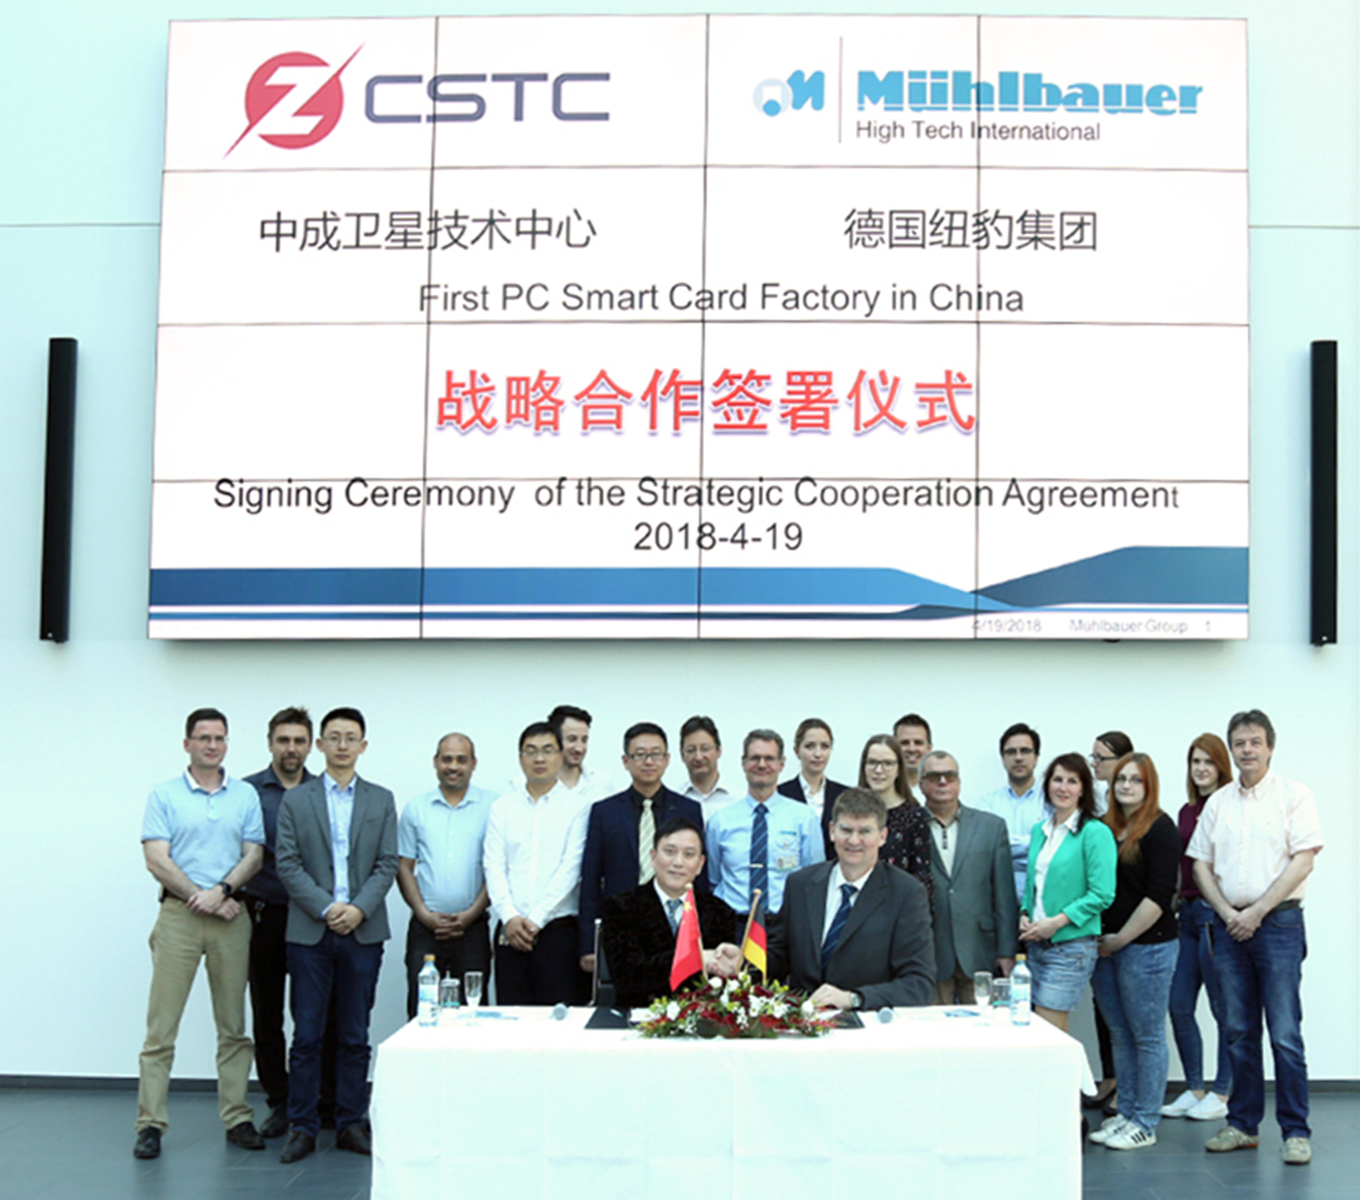 CSTC
Mühlbauer
High Tech International
中成卫星技术中心
德国纽豹集团
First PC Smart Card Factory in China
战略合作签署仪式
Signing Ceremony of the Strategic Cooperation Agreement
2018-4-19
4/19/2018 Mühlbauer Group 1